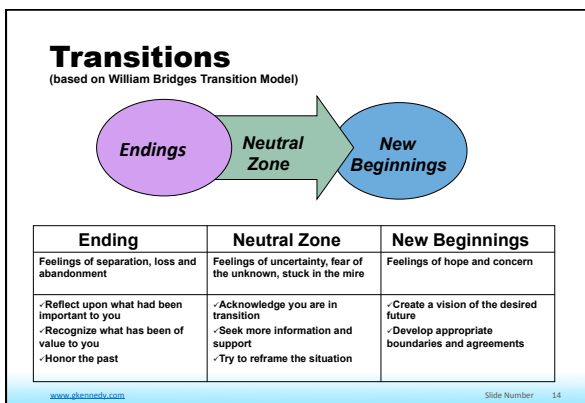 Transitions
(based on William Bridges Transition Model)
Endings
Neutral
Zone
New
Beginnings
Ending
Neutral Zone
New Beginnings
Feelings of separation, loss and
abandonment
Feelings of uncertainty, fear of
the unknown, stuck in the mire
Feelings of hope and concern
✓Reflect upon what had been
important to you
✓Recognize what has been of
value to you
✓Honor the past
✓Acknowledge you are in
transition
✓Seek more information and
support
✓Try to reframe the situation
✓Create a vision of the desired
future
✓Develop appropriate
boundaries and agreements
www.gkennedy.com
Slide Number 14